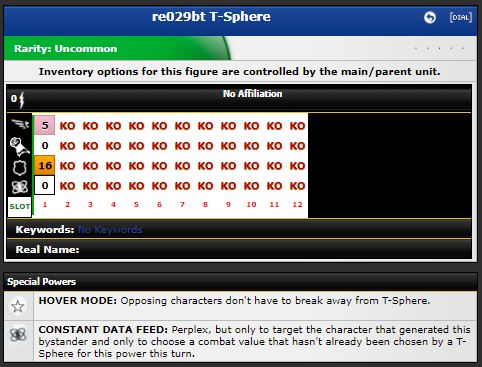 re029bt T-Sphere
[DIAL]
Rarity: Uncommon
Inventory options for this figure are controlled by the main/parent unit.
0 No Affiliation
5 KO KO KO KO KO KO KO KO KO KO KO
0 KO KO KO KO KO KO KO KO KO KO KO
16 KO KO KO KO KO KO KO KO KO KO KO
0 KO KO KO KO KO KO KO KO KO KO KO
SLOT 1 2 3 4 5 6 7 8 9 10 11 12
Keywords: No Keywords
Real Name:
Special Powers
HOVER MODE: Opposing characters don't have to break away from T-Sphere.
CONSTANT DATA FEED: Perplex, but only to target the character that generated this
bystander and only to choose a combat value that hasn't already been chosen by a T-
Sphere for this power this turn.